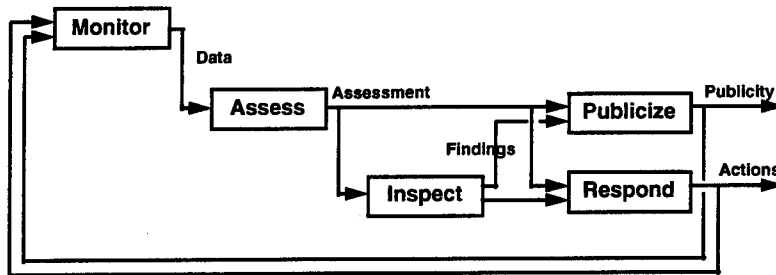 Monitor
Data
Assess
Assessment
Publicize
Publicity
Findings
Inspect
Respond
Actions